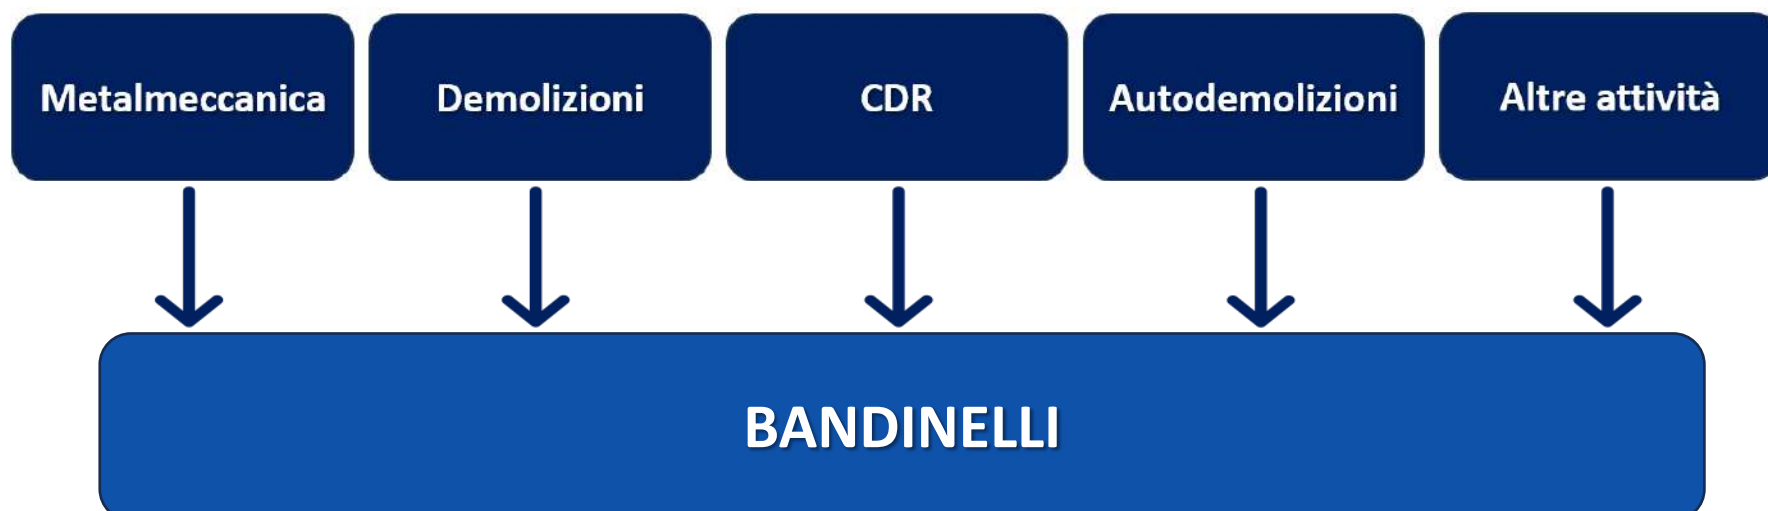 Metalmeccanica
Demolizioni
CDR
Autodemolizioni
Altre attività
BANDINELLI